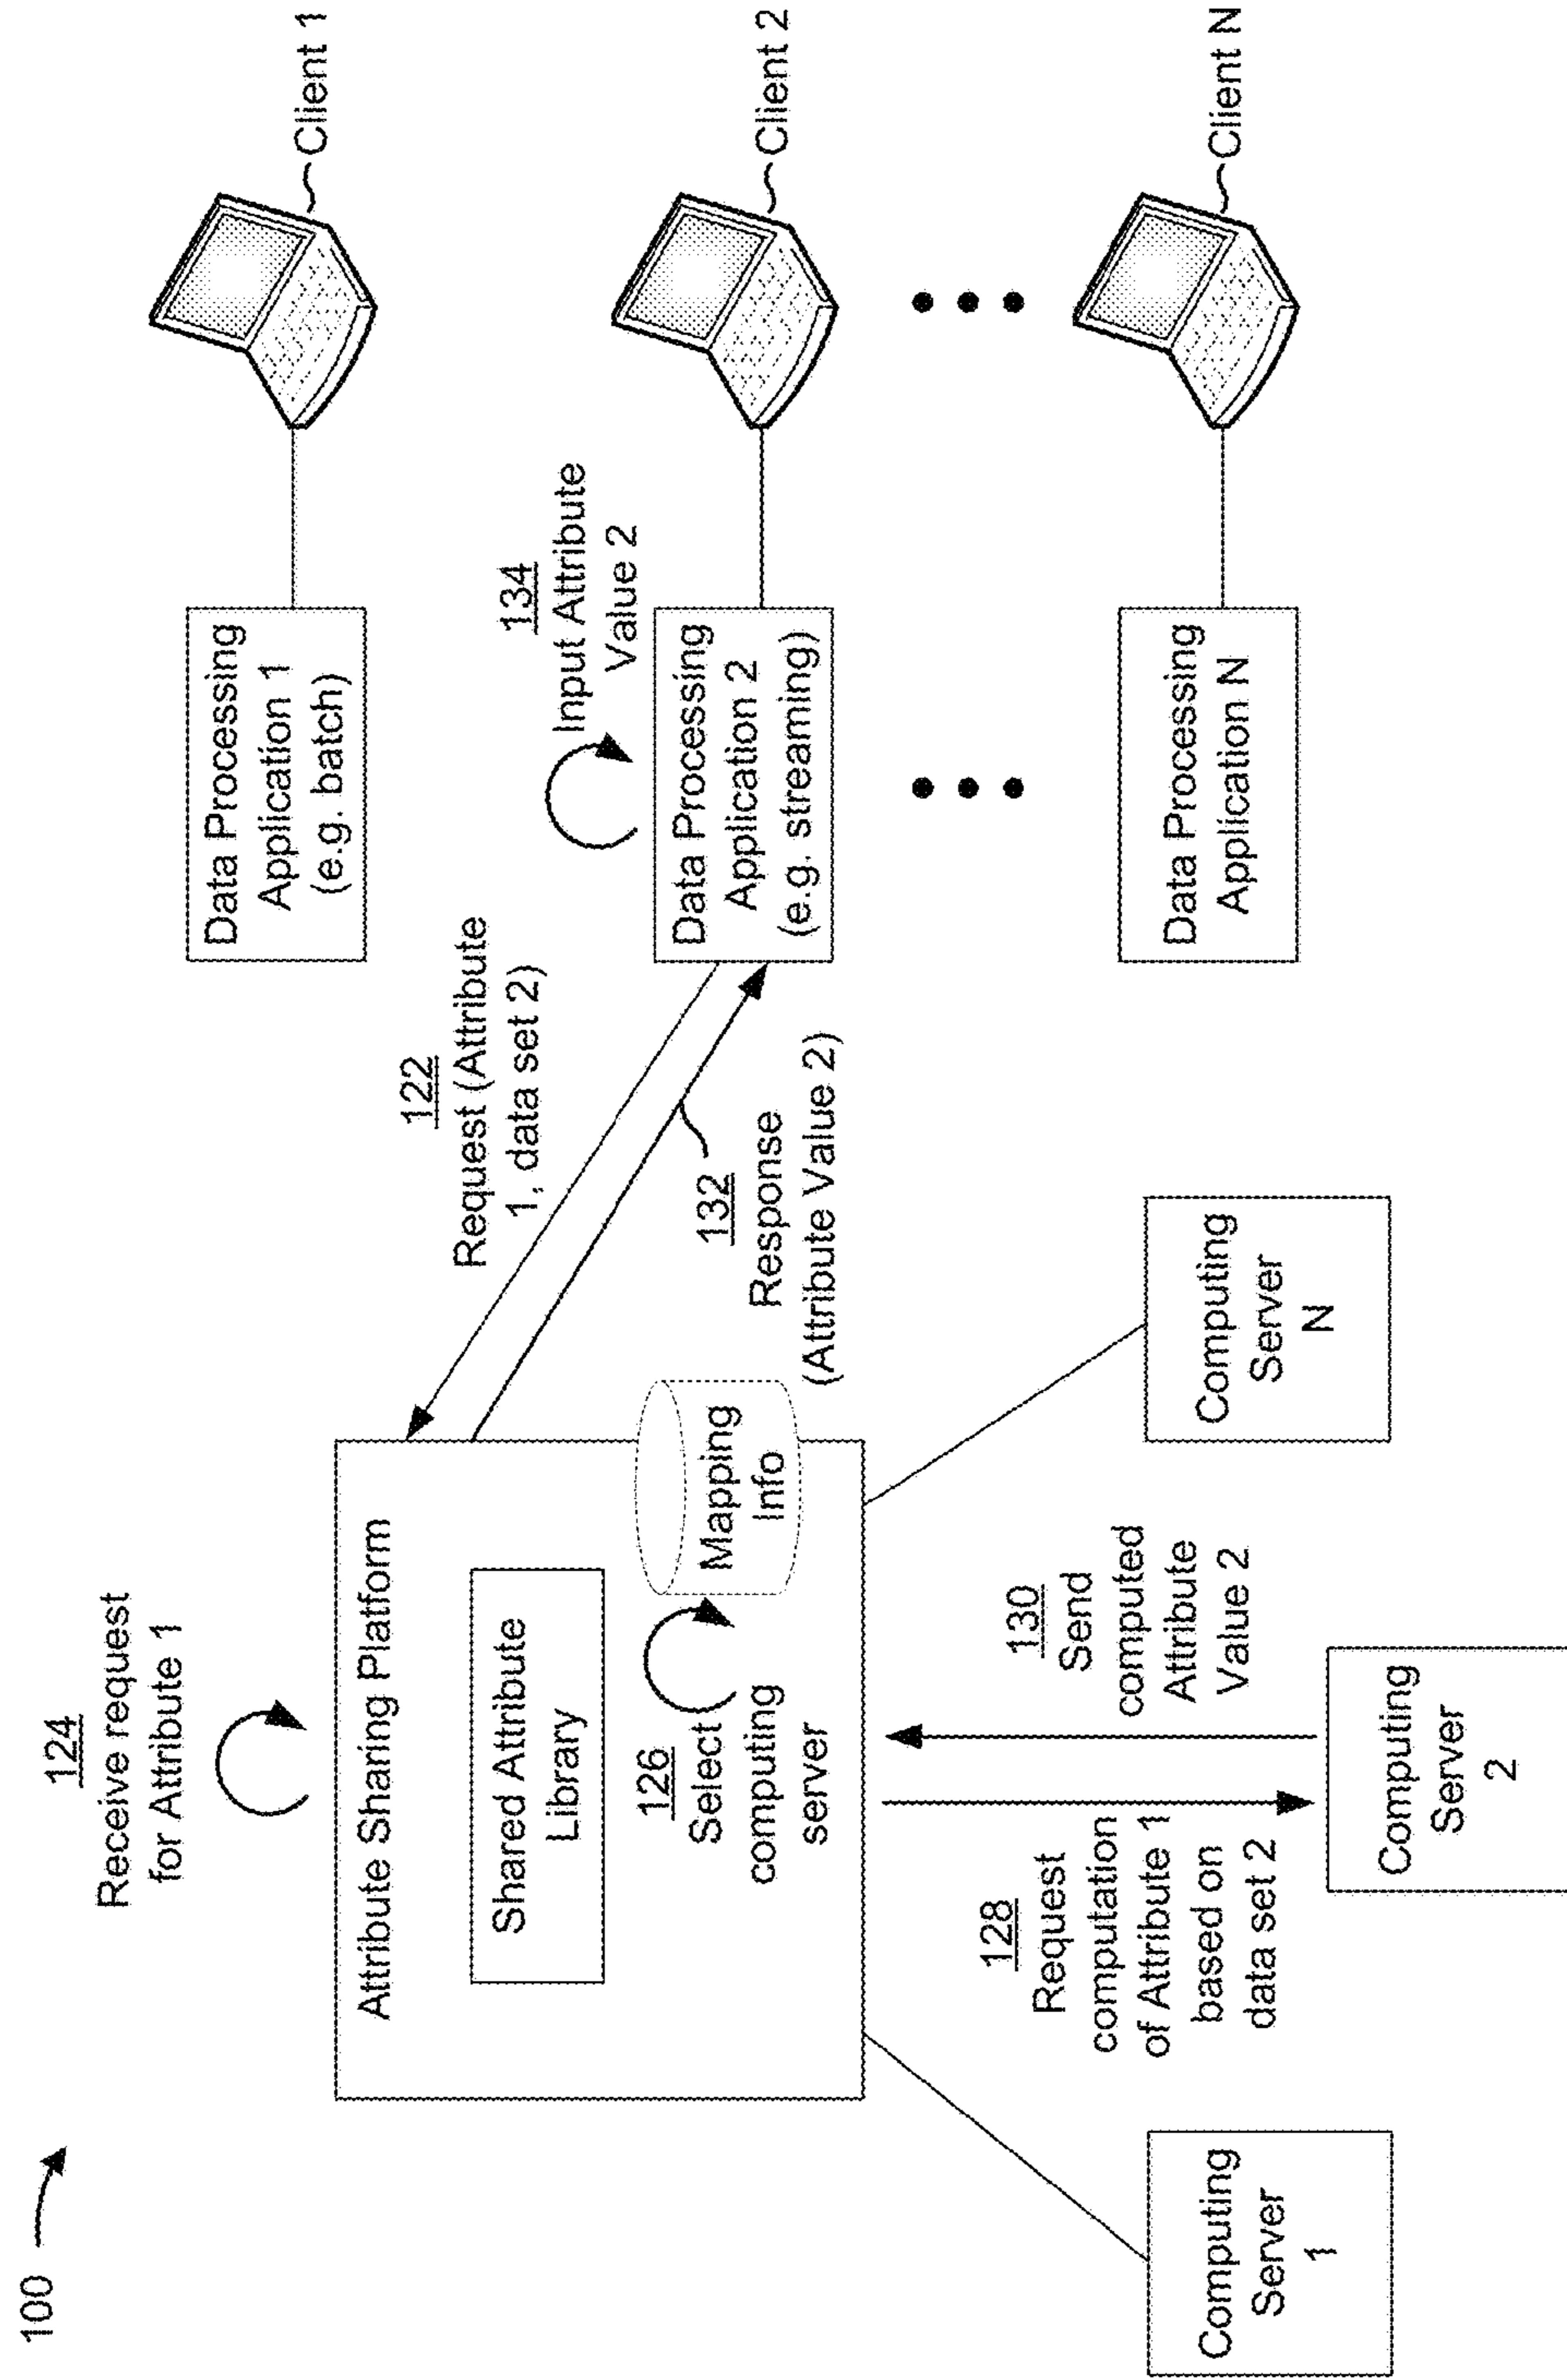 100
124
Receive request
for Attribute 1
Attribute Sharing Platform
Shared Attribute
Library
126
Select
computing
server
Mapping
Info
122
Request (Attribute
1, data set 2)
132
Response
(Attribute Value 2)
128
Request
computation
of Attribute 1
based on
data set 2
130
Send
computed
Attribute
Value 2
Computing
Server
1
Computing
Server
2
Computing
Server
N
Data Processing
Application 1
(e.g. batch)
Client 1
134
Input Attribute
Value 2
Data Processing
Application 2
(e.g. streaming)
Client 2
Data Processing
Application N
Client N